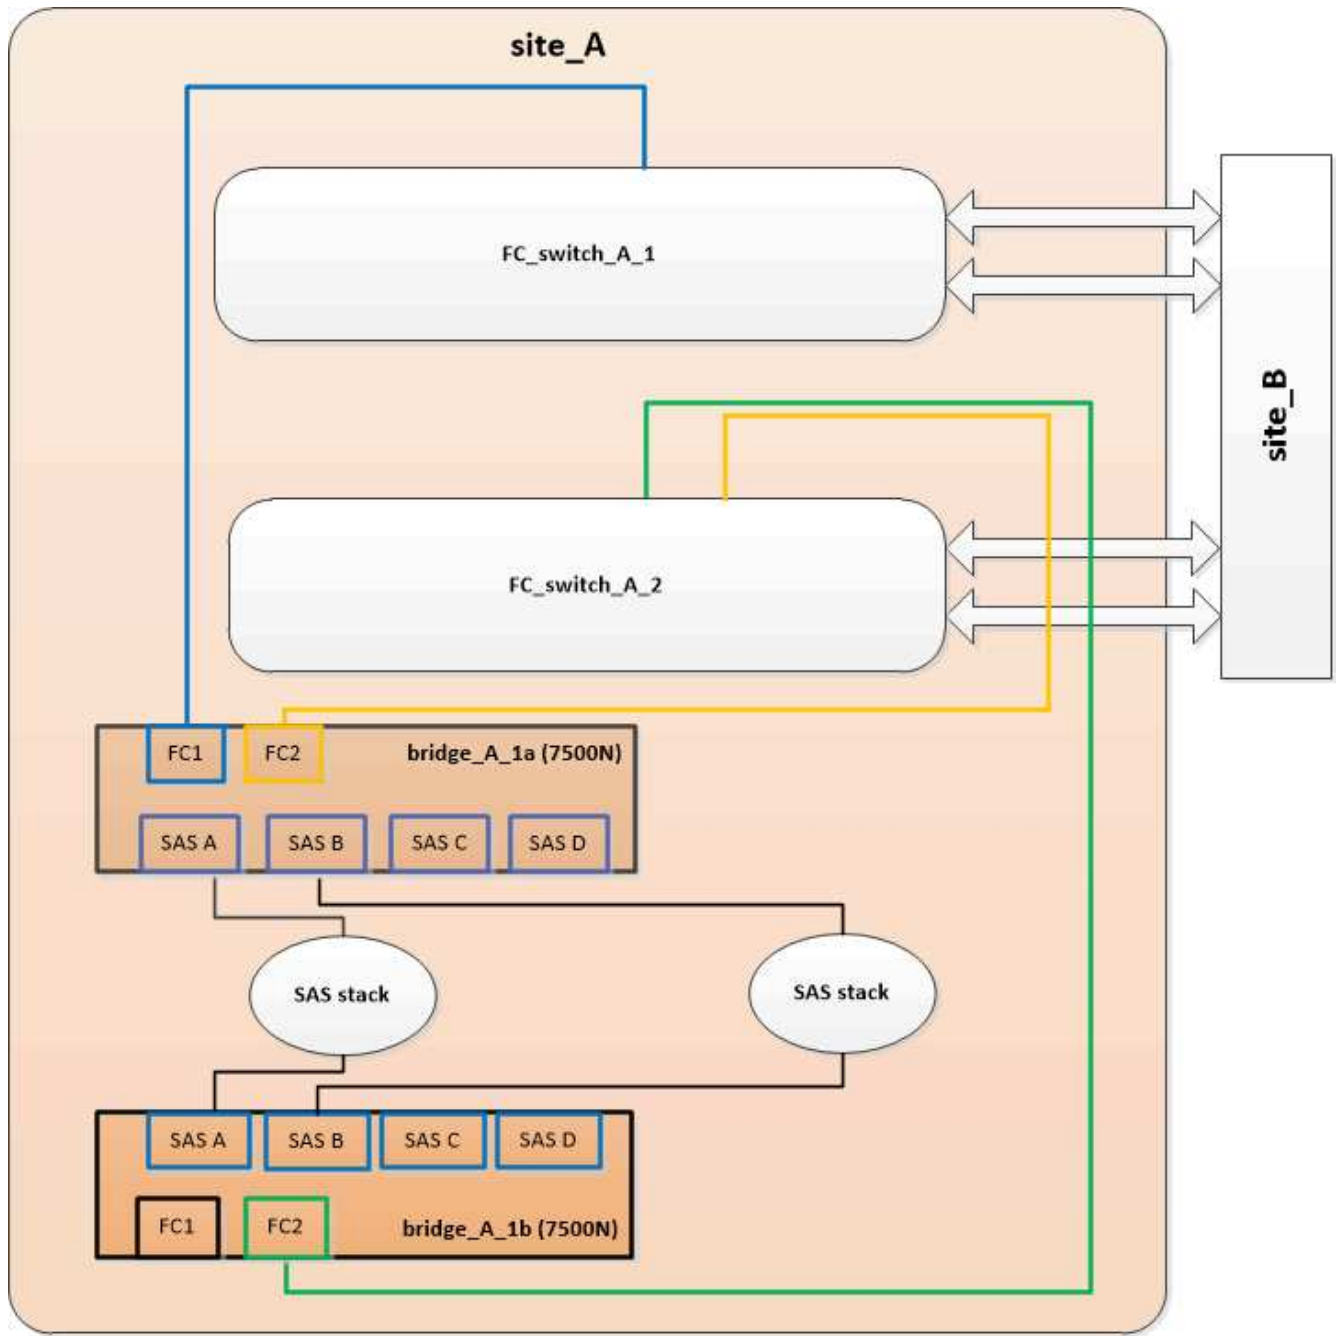 site_A
FC_switch_A_1
site_B
FC_switch_A_2
FC1
FC2
bridge_A_1a (7500N)
SAS A
SAS B
SAS C
SAS D
SAS stack
SAS stack
SAS A
SAS B
SAS C
SAS D
FC1
FC2
bridge_A_1b (7500N)